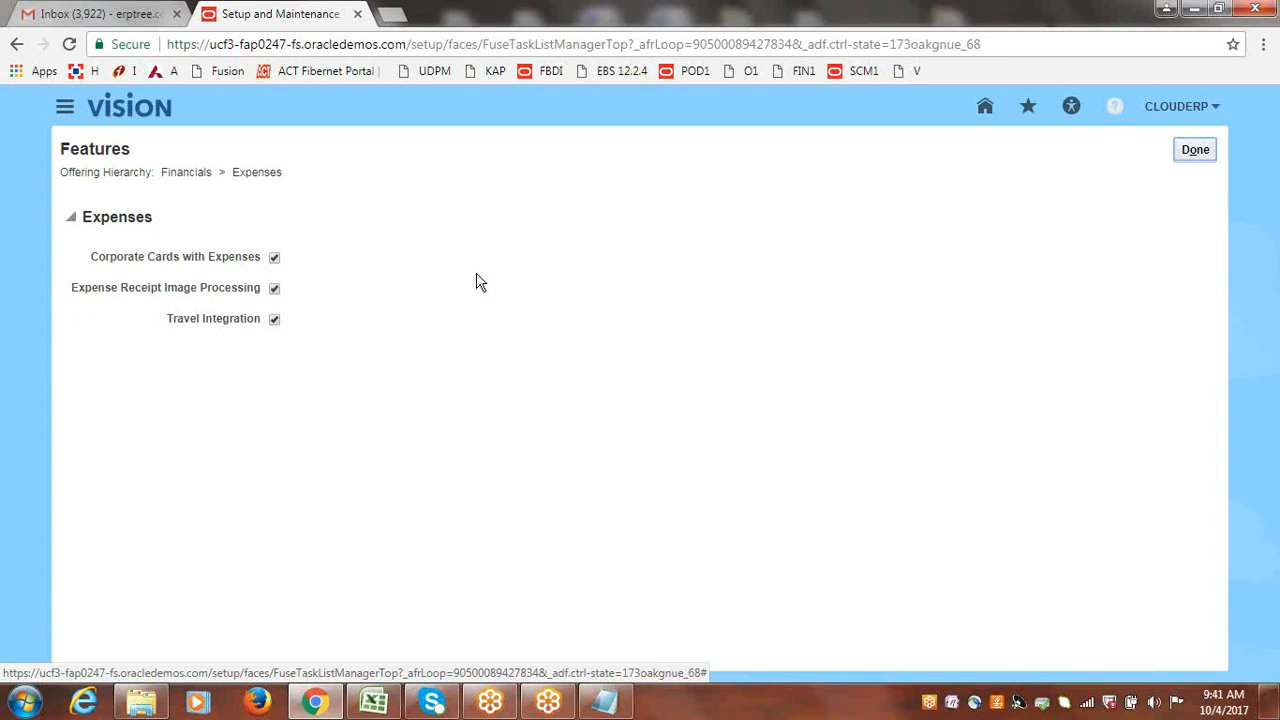 Inbox (3,922) - erptree.co
Setup and Maintenance
Secure
https://ucf3-fap0247-fs.oracledemos.com/setup/faces/FuseTaskListManagerTop?_afrLoop=90500089427834&_adf.ctrl-state=173oakgnue_68
Apps H I A Fusion ACT Fibernet Portal | UDPM KAP FBDI EBS 12.2.4 POD1 O1 FIN1 SCM1 V
VISION
CLOUDERP
Features
Done
Offering Hierarchy: Financials > Expenses
Expenses
Corporate Cards with Expenses
Expense Receipt Image Processing
Travel Integration
https://ucf3-fap0247-fs.oracledemos.com/setup/faces/FuseTaskListManagerTop?_afrLoop=90500089427834&_adf.ctrl-state=173oakgnue_68#
9:41 AM
10/4/2017